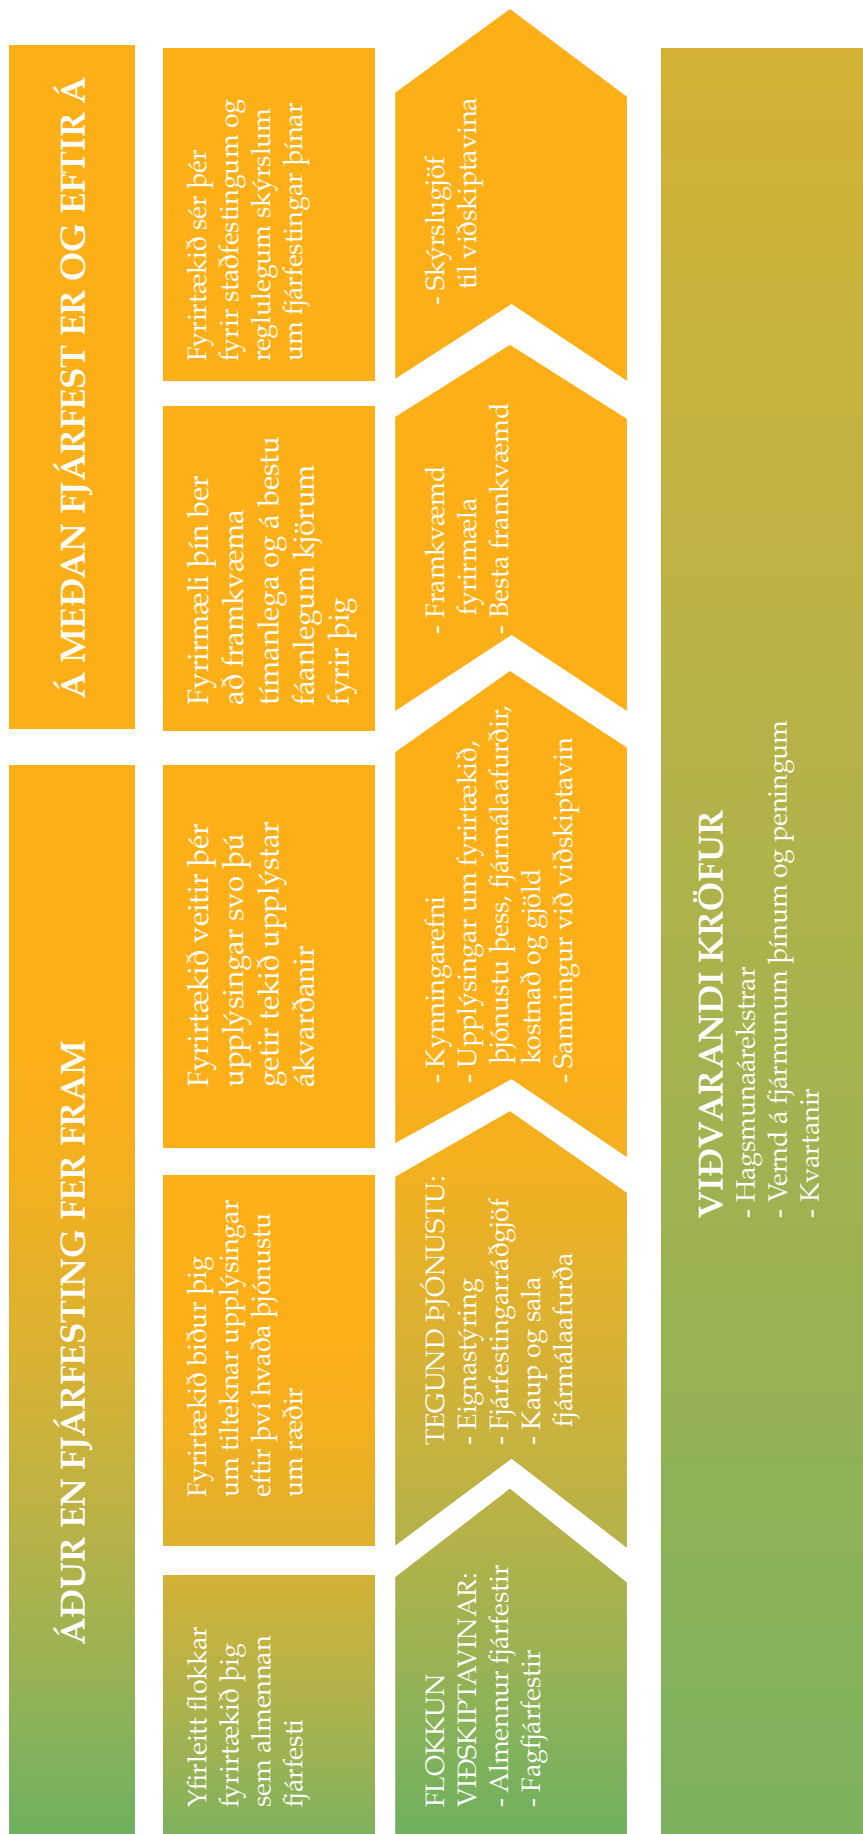 ÁÐUR EN FJÁRFESTING FER FRAM
Á MEÐAN FJÁRFEST ER OG EFTIR Á
Yfirleitt flokkar
fyrirtækið þig
sem almennan
fjárfesti
Fyrirtækið biður þig
um tilteknar upplýsingar
eftir því hvaða þjónustu
um ræðir
Fyrirtækið veitir þér
upplýsingar svo þú
getir tekið upplýstar
ákvarðanir
Fyrirmæli þín ber
að framkvæma
tímanlega og á bestu
fáanlegum kjörum
fyrir þig
Fyrirtækið sér þér
fyrir staðfestingum og
reglulegum skýrslum
um fjárfestingar þínar
FLOKKUN
VIÐSKIPTAVINAR:
- Almennur fjárfestir
- Fagfjárfestir
TEGUND ÞJÓNUSTU:
- Eignastýring
- Fjárfestingarráðgjöf
- Kaup og sala
fjármálaafurða
- Kynningarefni
- Upplýsingar um fyrirtækið,
þjónustu þess, fjármálaafurðir,
kostnað og gjöld
- Samningur við viðskiptavin
- Framkvæmd
fyrirmæla
- Besta framkvæmd
- Skýrslugjöf
til viðskiptavina
VIÐVARANDI KRÖFUR
- Hagsmunaárekstrar
- Vernd á fjármunum þínum og peningum
- Kvartanir